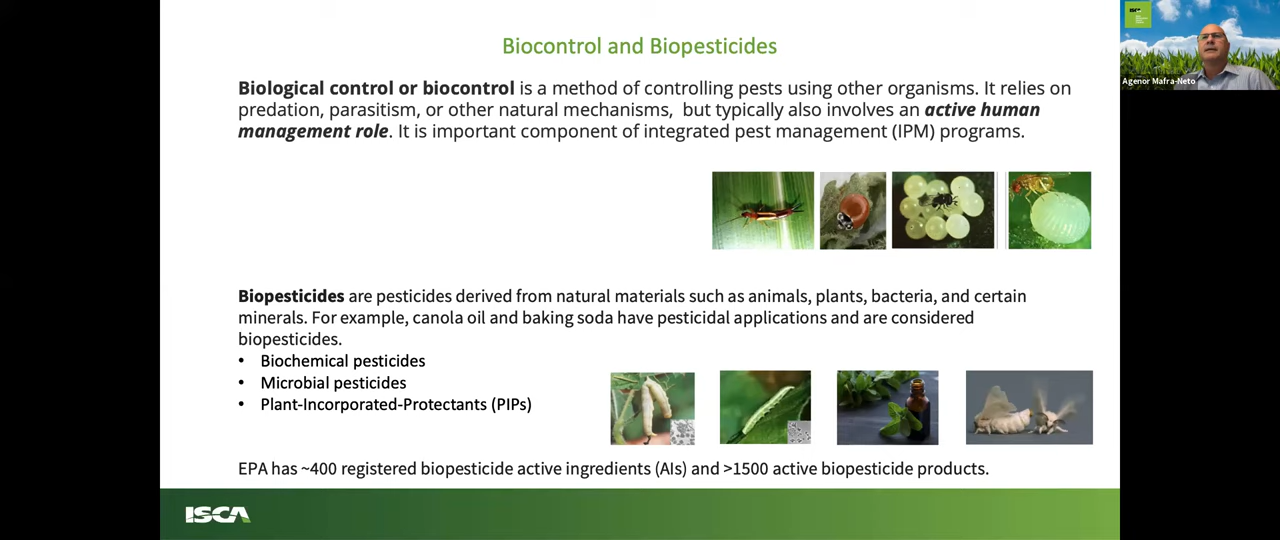 Biocontrol and Biopesticides
Biological control or biocontrol is a method of controlling pests using other organisms. It relies on
predation, parasitism, or other natural mechanisms, but typically also involves an active human
management role. It is important component of integrated pest management (IPM) programs.
Biopesticides are pesticides derived from natural materials such as animals, plants, bacteria, and certain
minerals. For example, canola oil and baking soda have pesticidal applications and are considered
biopesticides.
• Biochemical pesticides
• Microbial pesticides
• Plant-Incorporated-Protectants (PIPs)
EPA has ~400 registered biopesticide active ingredients (AIs) and >1500 active biopesticide products.
ISCA
ISCA
Agenor Mafra-Neto